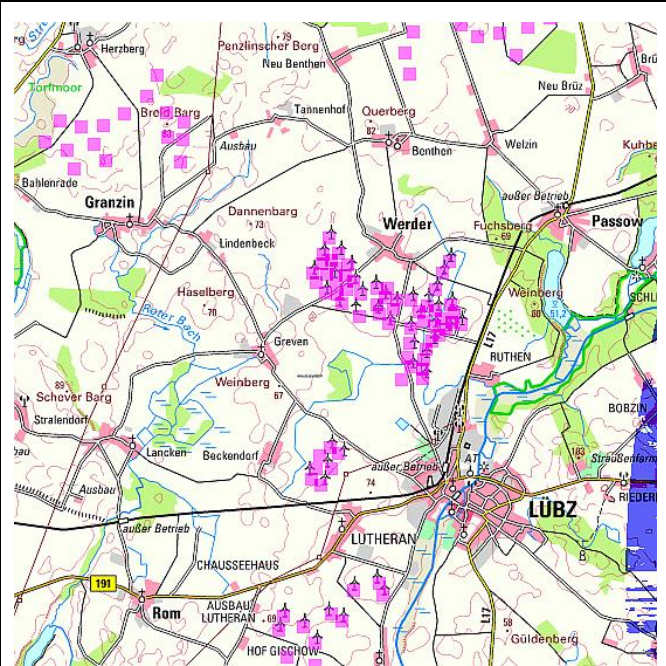 Herzberg
79
Penzlinscher Berg
Neu Benthen
Torfmoor
Tannenhof
Neu Brüz
Querberg
82
Ausbau
Benthen
Welzin
Bahlenrade
Granzin
außer Betrieb
Dannenbarg
73
Werder
Fuchsberg
69
Passow
Lindenbeck
Haselberg
70
Weinberg
80
51,2
Roter Bach
L17
Greven
RUTHEN
Weinberg
67
89
Schever Barg
Stralendorf
BOBZIN
Lancken
Beckendorf
103
Straußenfarm
außer Betrieb
AT
74
Ausbau
LÜBZ
außer Betrieb
LUTHERAN
CHAUSSEEHAUS
191
Rom
AUSBAU
LUTHERAN
69
HOF GISCHOW
L17
58
Güldenberg